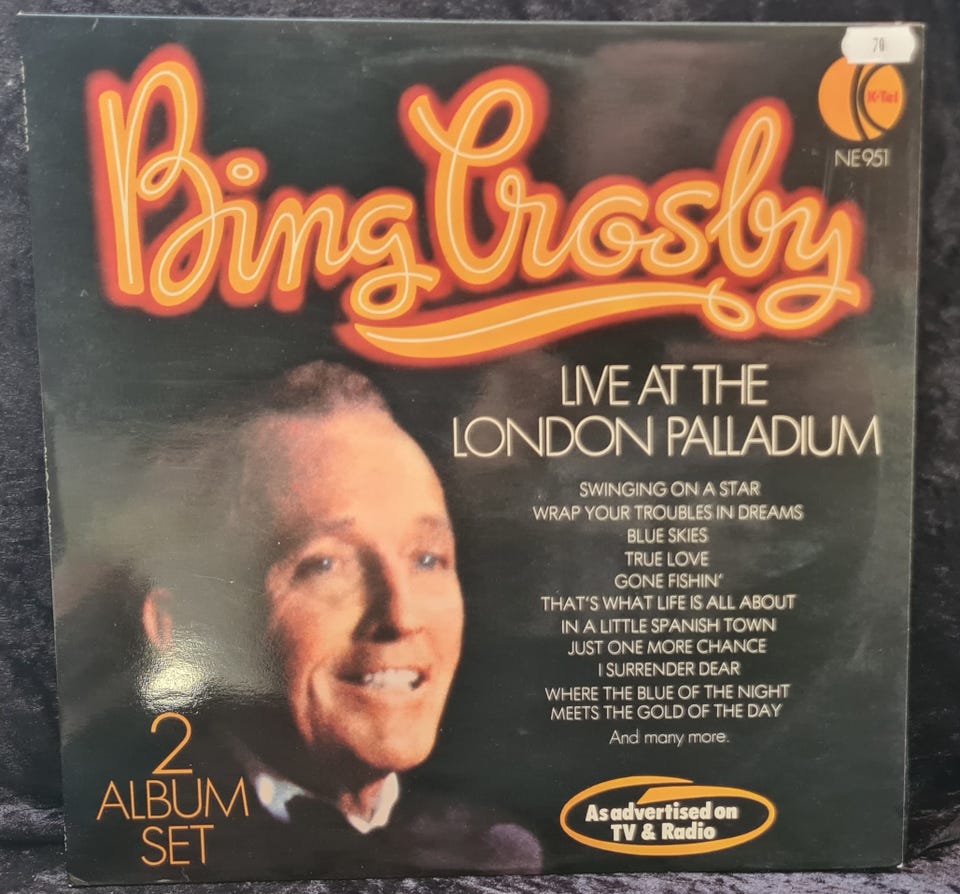 70
K-Tel
NE 951
Bing Crosby
LIVE AT THE
LONDON PALLADIUM
SWINGING ON A STAR
WRAP YOUR TROUBLES IN DREAMS
BLUE SKIES
TRUE LOVE
GONE FISHIN'
THAT'S WHAT LIFE IS ALL ABOUT
IN A LITTLE SPANISH TOWN
JUST ONE MORE CHANCE
I SURRENDER DEAR
WHERE THE BLUE OF THE NIGHT
MEETS THE GOLD OF THE DAY
And many more.
2
ALBUM
SET
As advertised on
TV & Radio